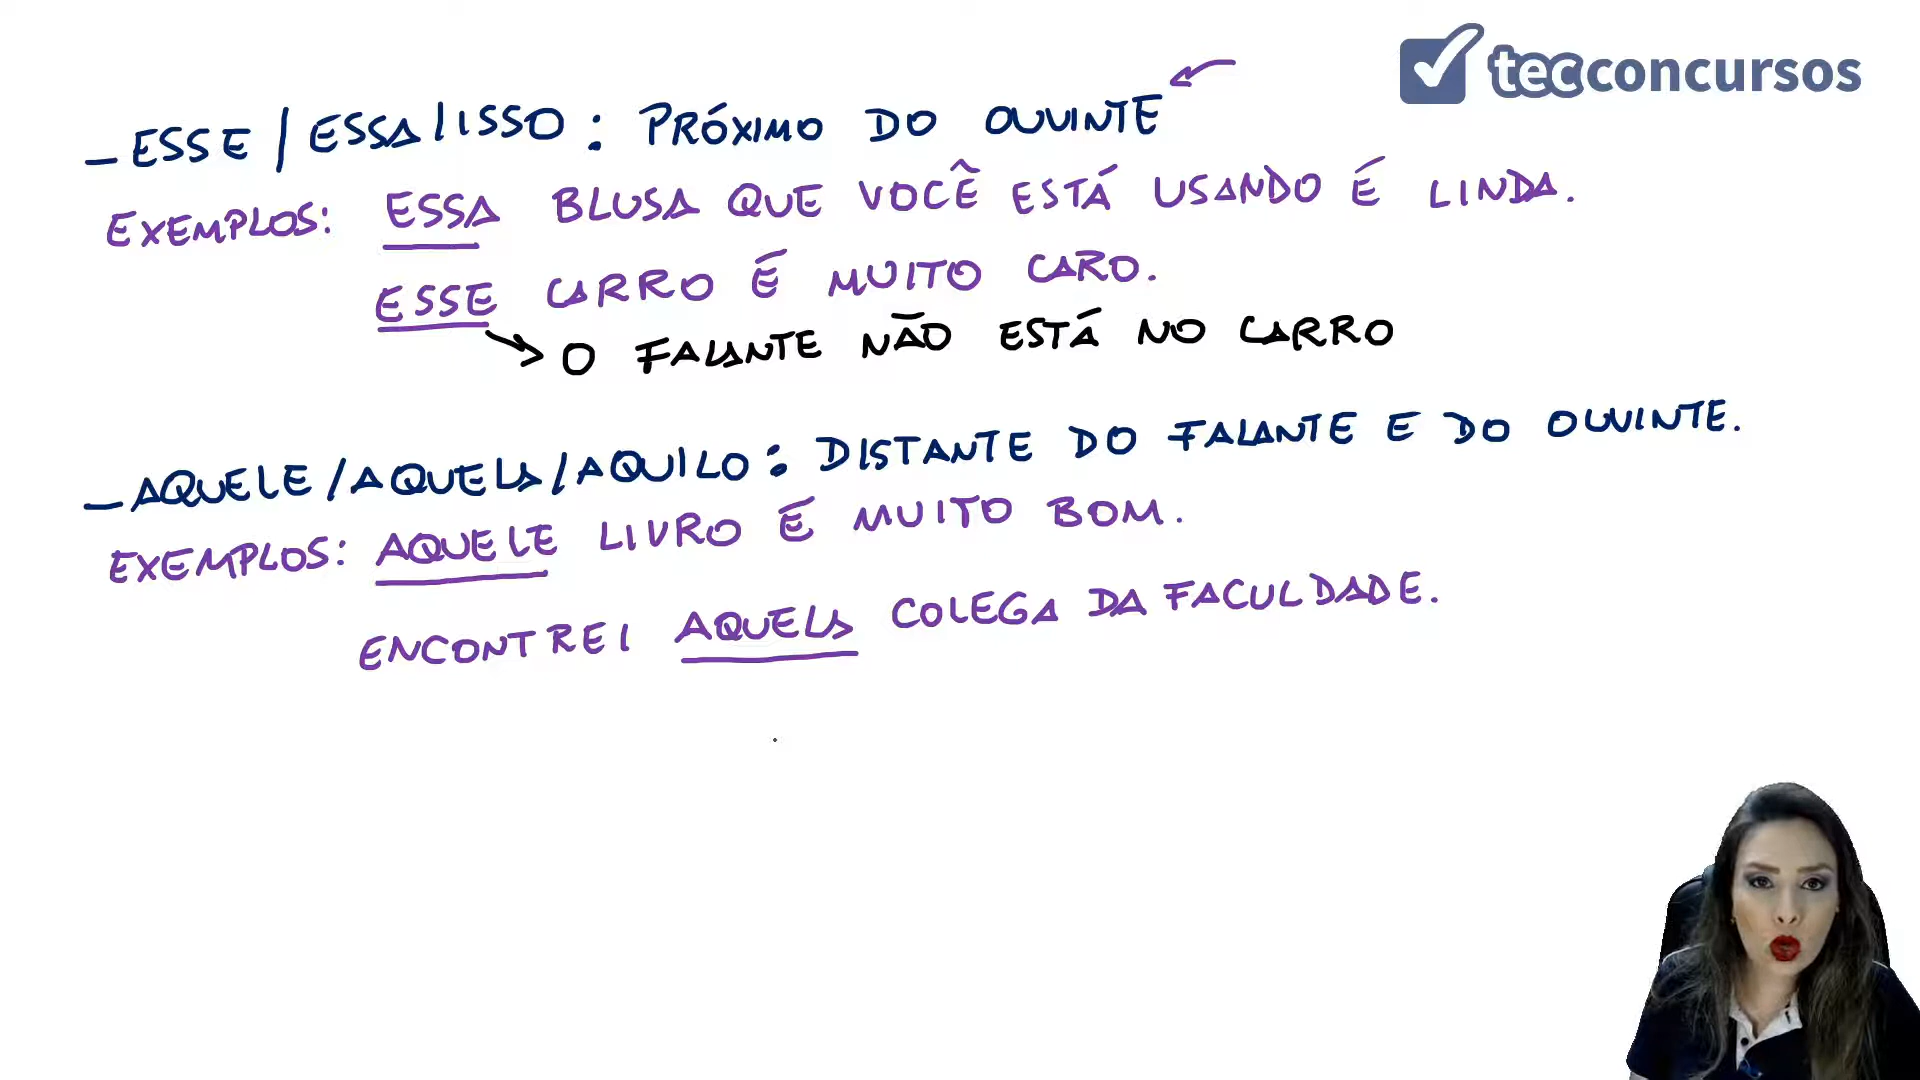 tecconcursos
- ESSE / ESSA / ISSO : PRÓXIMO DO OUVINTE
EXEMPLOS: ESSA BLUSA QUE VOCÊ ESTÁ USANDO É LINDA.
ESSE CARRO É MUITO CARO.
O FALANTE NÃO ESTÁ NO CARRO
- AQUELE / AQUELA / AQUILO : DISTANTE DO FALANTE E DO OUVINTE.
EXEMPLOS: AQUELE LIVRO É MUITO BOM.
ENCONTREI AQUELA COLEGA DA FACULDADE.